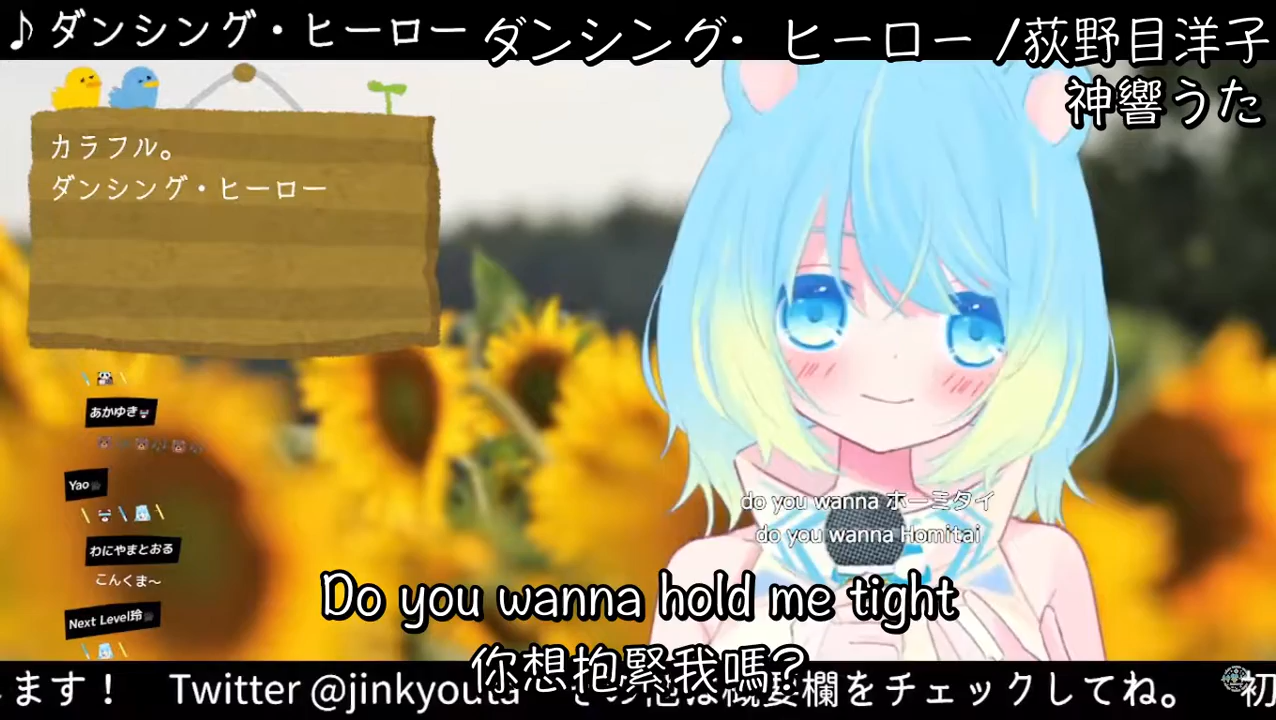 ♪ダンシング・ヒーロー
ダンシング・ ヒーロー /荻野目洋子
神響うた
カラフル。
ダンシング・ヒーロー
あかゆき
Yao
わにやまとおる
こんくま〜
Next Level玲
do you wanna ホーミタイ
do you wanna Homitai
Do you wanna hold me tight
你想抱緊我嗎?
ます！ Twitter @jinkyouta その他は概要欄をチェックしてね。 初